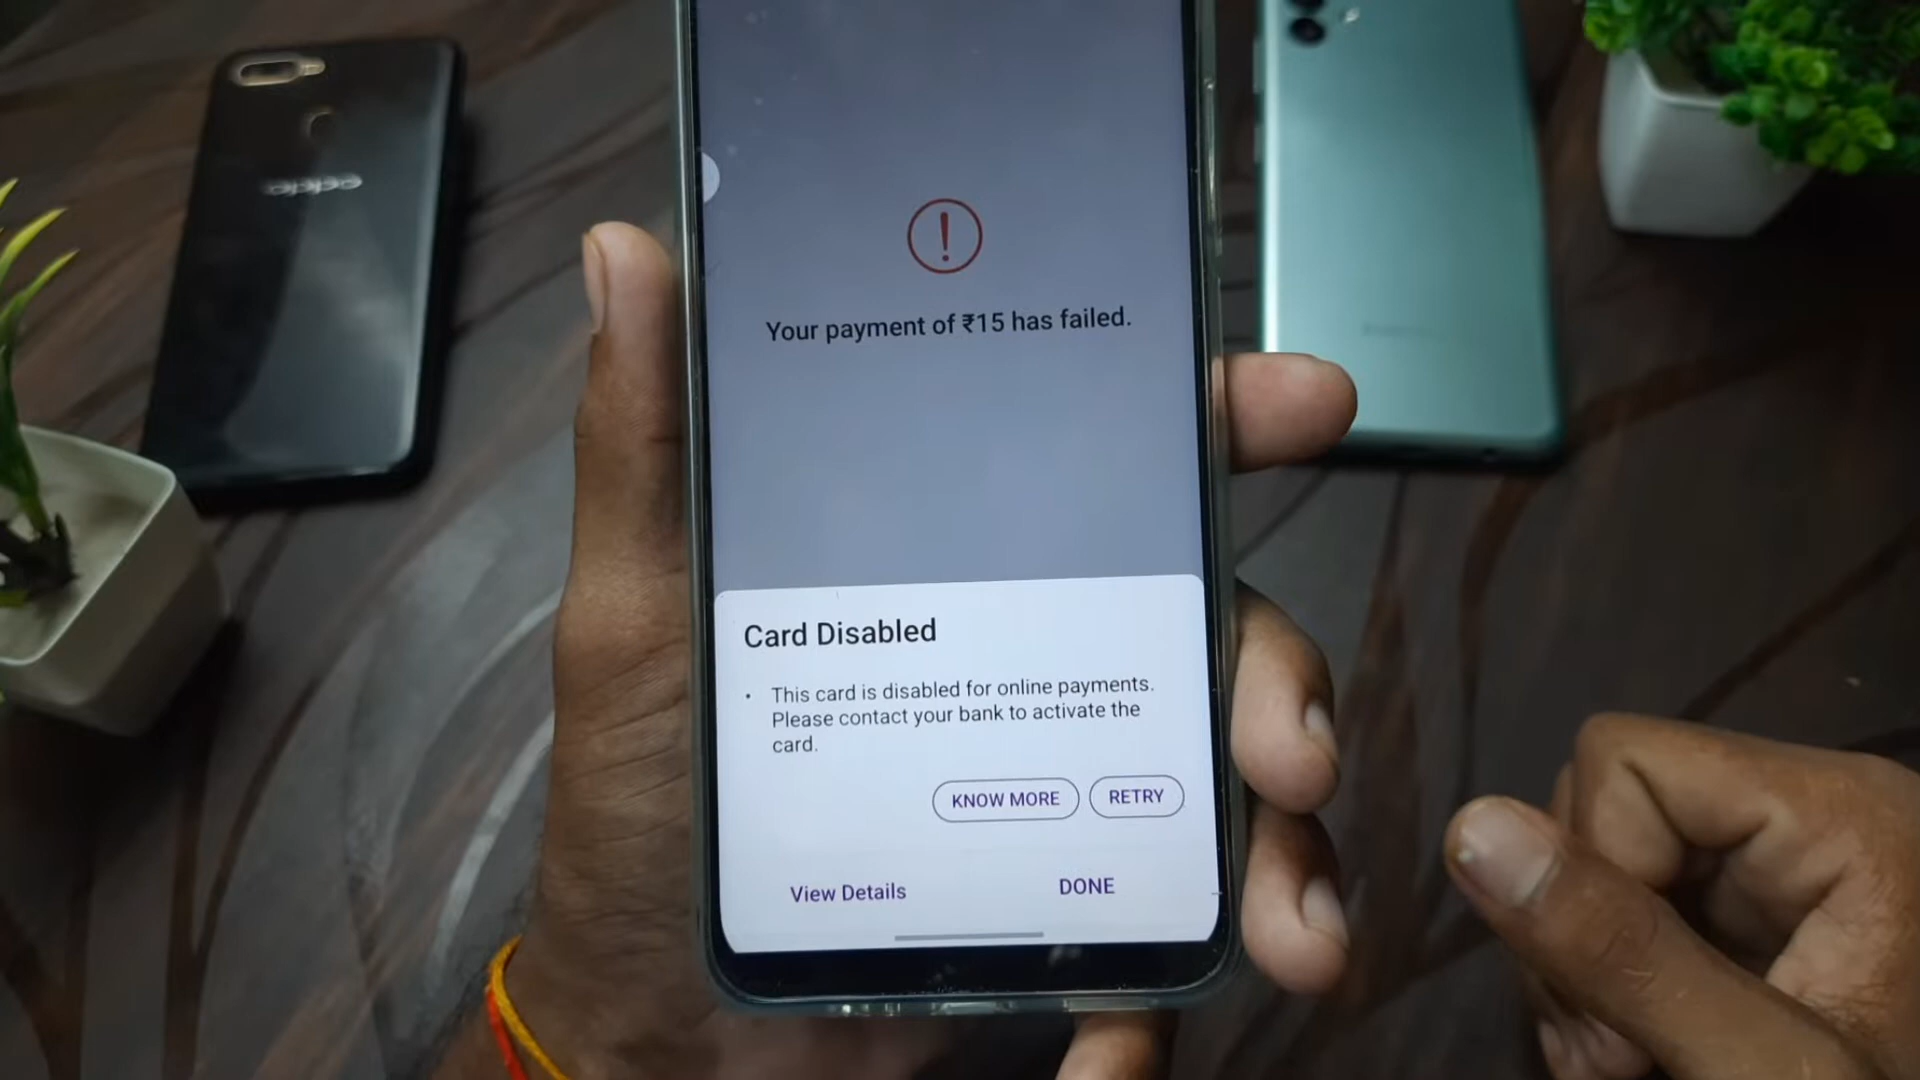 oppo
Your payment of ₹15 has failed.
Card Disabled
• This card is disabled for online payments.
Please contact your bank to activate the
card.
KNOW MORE
RETRY
View Details
DONE